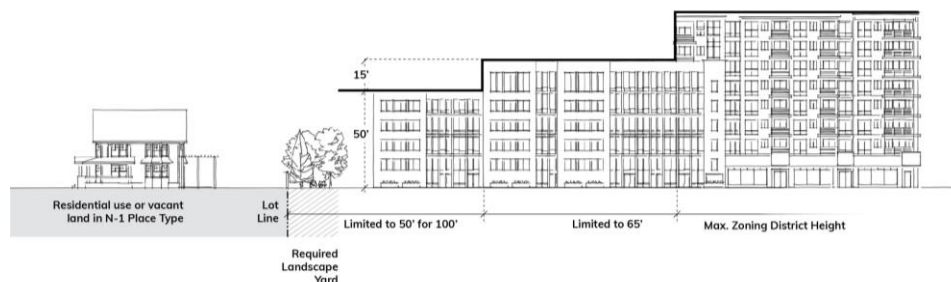 15'
50'
Residential use or vacant
land in N-1 Place Type
Lot
Line
Limited to 50' for 100'
Limited to 65'
Max. Zoning District Height
Required
Landscape
Yard